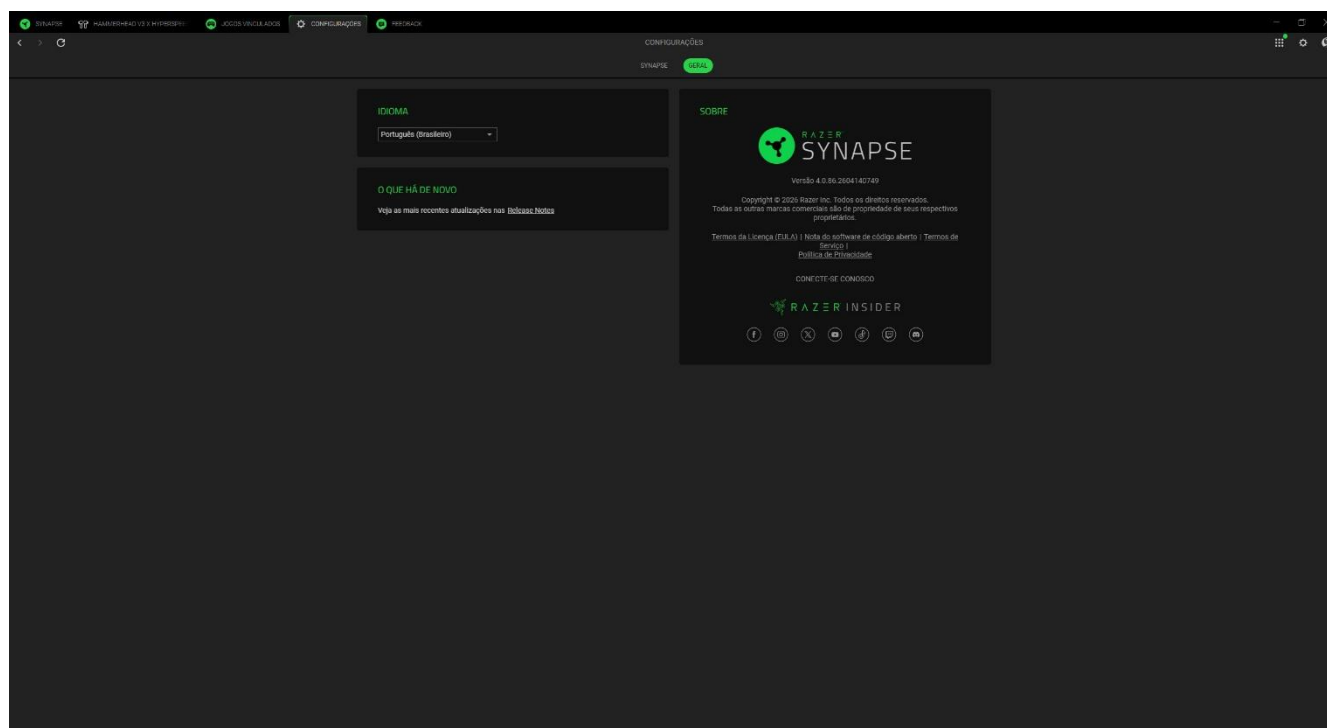 SYNAPSE
HAMMERHEAD V3 X HYPERSPEE
JOGOS VINCULADOS
CONFIGURAÇÕES
FEEDBACK
CONFIGURAÇÕES
SYNAPSE
GERAL
IDIOMA
Português (Brasileiro)
O QUE HÁ DE NOVO
Veja as mais recentes atualizações nas Release Notes
SOBRE
RAZER
SYNAPSE
Versão 4.0.86.2604140749
Copyright © 2026 Razer Inc. Todos os direitos reservados.
Todas as outras marcas comerciais são de propriedade de seus respectivos
proprietários.
Termos da Licença (EULA) | Nota do software de código aberto | Termos de
Serviço |
Política de Privacidade
CONECTE-SE CONOSCO
RAZER INSIDER